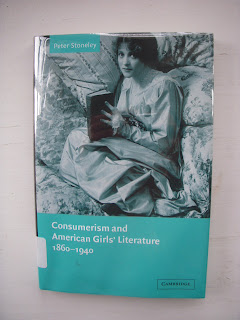 Peter Stoneley
Consumerism and
American Girls' Literature
1860–1940
CAMBRIDGE